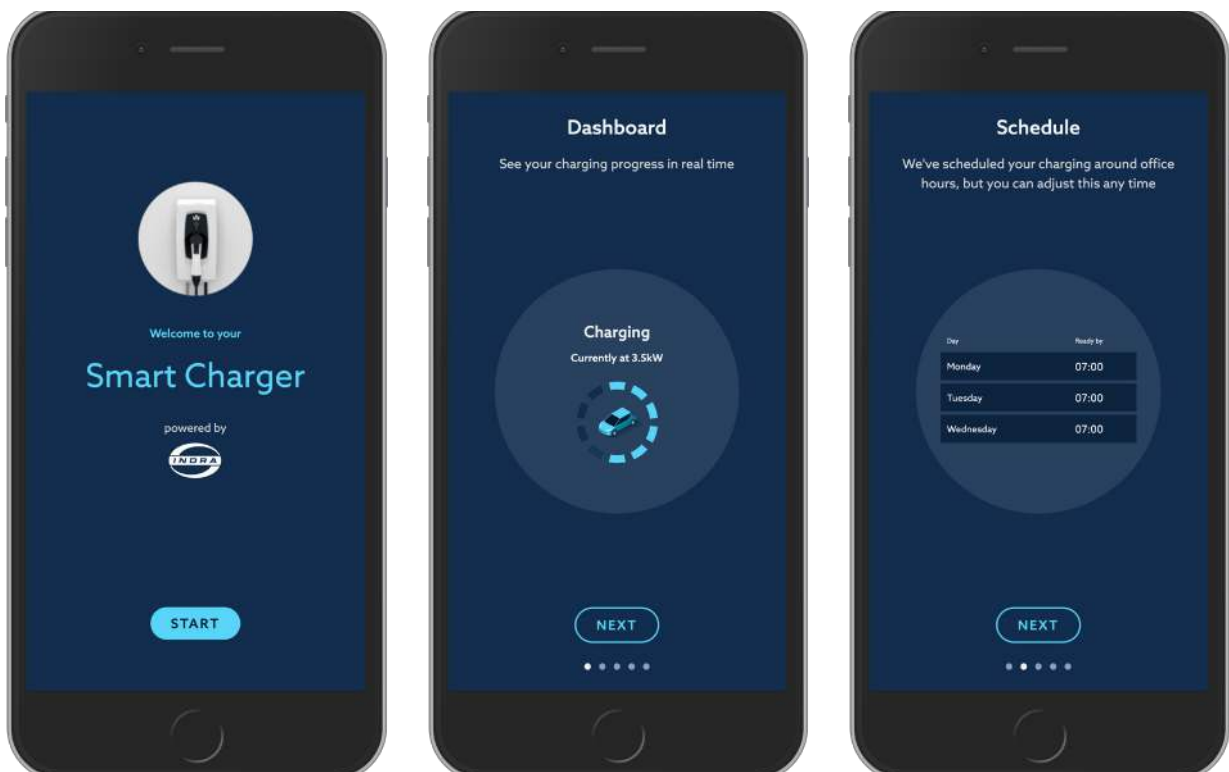 Welcome to your
Smart Charger
powered by
INDRA
START
Dashboard
See your charging progress in real time
Charging
Currently at 3.5kW
NEXT
Schedule
We've scheduled your charging around office
hours, but you can adjust this any time
Day Ready by
Monday 07:00
Tuesday 07:00
Wednesday 07:00
NEXT